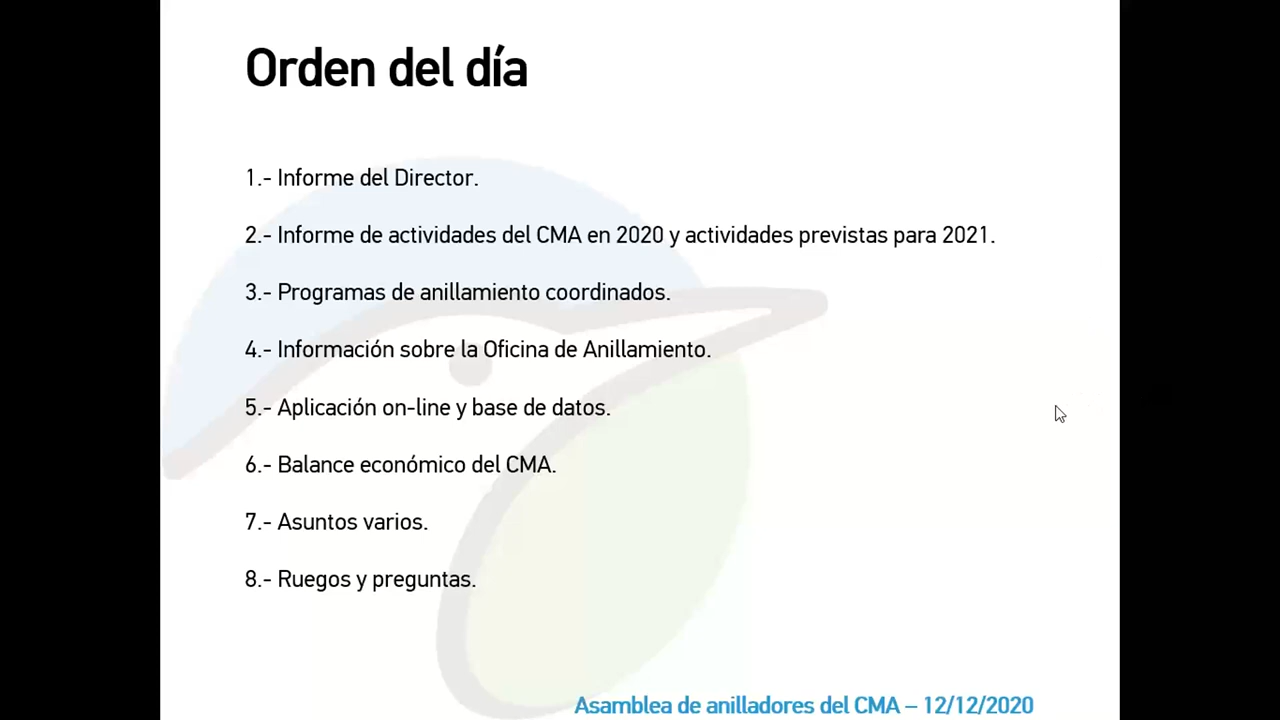 Orden del día
1.- Informe del Director.
2.- Informe de actividades del CMA en 2020 y actividades previstas para 2021.
3.- Programas de anillamiento coordinados.
4.- Información sobre la Oficina de Anillamiento.
5.- Aplicación on-line y base de datos.
6.- Balance económico del CMA.
7.- Asuntos varios.
8.- Ruegos y preguntas.
Asamblea de anilladores del CMA – 12/12/2020